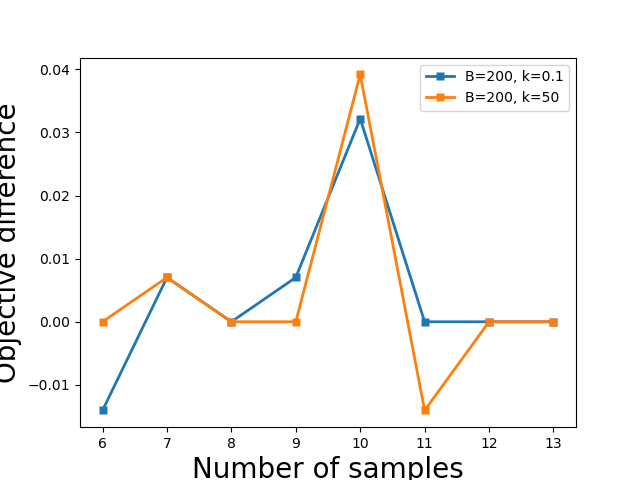 B=200, k=0.1
B=200, k=50
0.04
0.03
0.02
0.01
0.00
−0.01
Objective difference
6 7 8 9 10 11 12 13
Number of samples